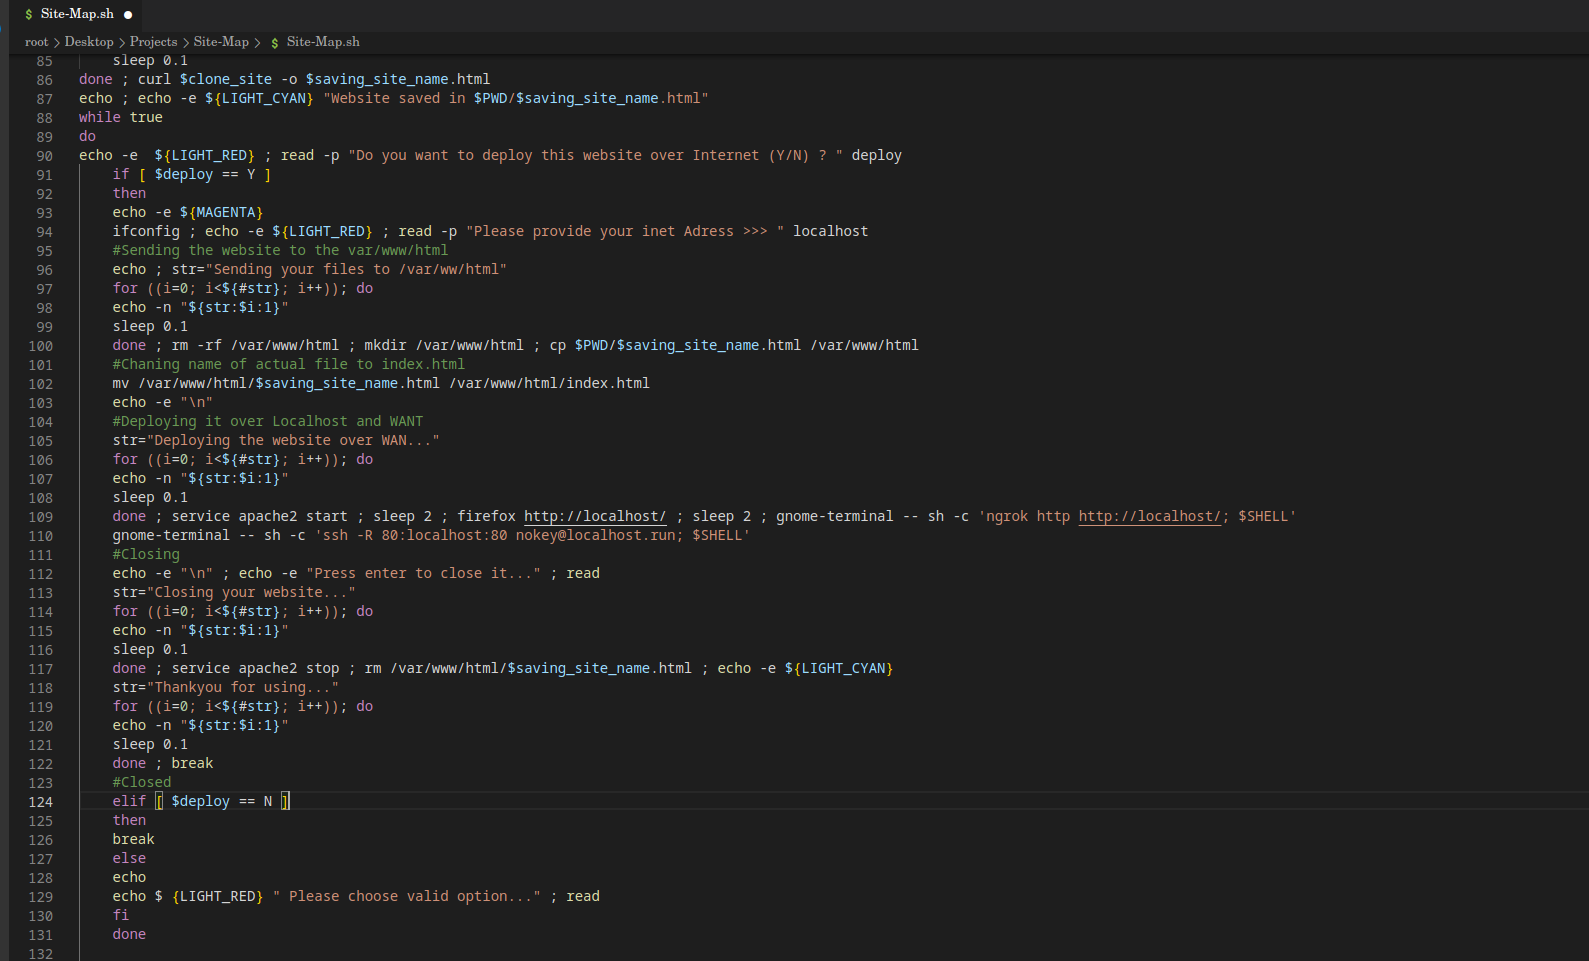 $ Site-Map.sh ●
root > Desktop > Projects > Site-Map > $ Site-Map.sh
85     sleep 0.1
86 done ; curl $clone_site -o $saving_site_name.html
87 echo ; echo -e ${LIGHT_CYAN} "Website saved in $PWD/$saving_site_name.html"
88 while true
89 do
90 echo -e  ${LIGHT_RED} ; read -p "Do you want to deploy this website over Internet (Y/N) ? " deploy
91     if [ $deploy == Y ]
92     then
93     echo -e ${MAGENTA}
94     ifconfig ; echo -e ${LIGHT_RED} ; read -p "Please provide your inet Adress >>> " localhost
95     #Sending the website to the var/www/html
96     echo ; str="Sending your files to /var/ww/html"
97     for ((i=0; i<${#str}; i++)); do
98     echo -n "${str:$i:1}"
99     sleep 0.1
100     done ; rm -rf /var/www/html ; mkdir /var/www/html ; cp $PWD/$saving_site_name.html /var/www/html
101     #Chaning name of actual file to index.html
102     mv /var/www/html/$saving_site_name.html /var/www/html/index.html
103     echo -e "\n"
104     #Deploying it over Localhost and WANT
105     str="Deploying the website over WAN..."
106     for ((i=0; i<${#str}; i++)); do
107     echo -n "${str:$i:1}"
108     sleep 0.1
109     done ; service apache2 start ; sleep 2 ; firefox http://localhost/ ; sleep 2 ; gnome-terminal -- sh -c 'ngrok http http://localhost/; $SHELL'
110     gnome-terminal -- sh -c 'ssh -R 80:localhost:80 nokey@localhost.run; $SHELL'
111     #Closing
112     echo -e "\n" ; echo -e "Press enter to close it..." ; read
113     str="Closing your website..."
114     for ((i=0; i<${#str}; i++)); do
115     echo -n "${str:$i:1}"
116     sleep 0.1
117     done ; service apache2 stop ; rm /var/www/html/$saving_site_name.html ; echo -e ${LIGHT_CYAN}
118     str="Thankyou for using..."
119     for ((i=0; i<${#str}; i++)); do
120     echo -n "${str:$i:1}"
121     sleep 0.1
122     done ; break
123     #Closed
124     elif [ $deploy == N ]
125     then
126     break
127     else
128     echo
129     echo $ {LIGHT_RED} " Please choose valid option..." ; read
130     fi
131     done
132